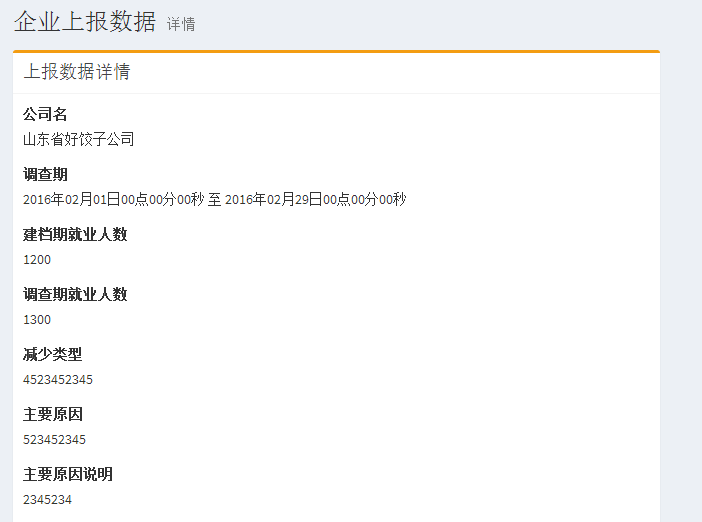 企业上报数据 详情
上报数据详情
公司名
山东省好饺子公司
调查期
2016年02月01日00点00分00秒 至 2016年02月29日00点00分00秒
建档期就业人数
1200
调查期就业人数
1300
减少类型
4523452345
主要原因
523452345
主要原因说明
2345234